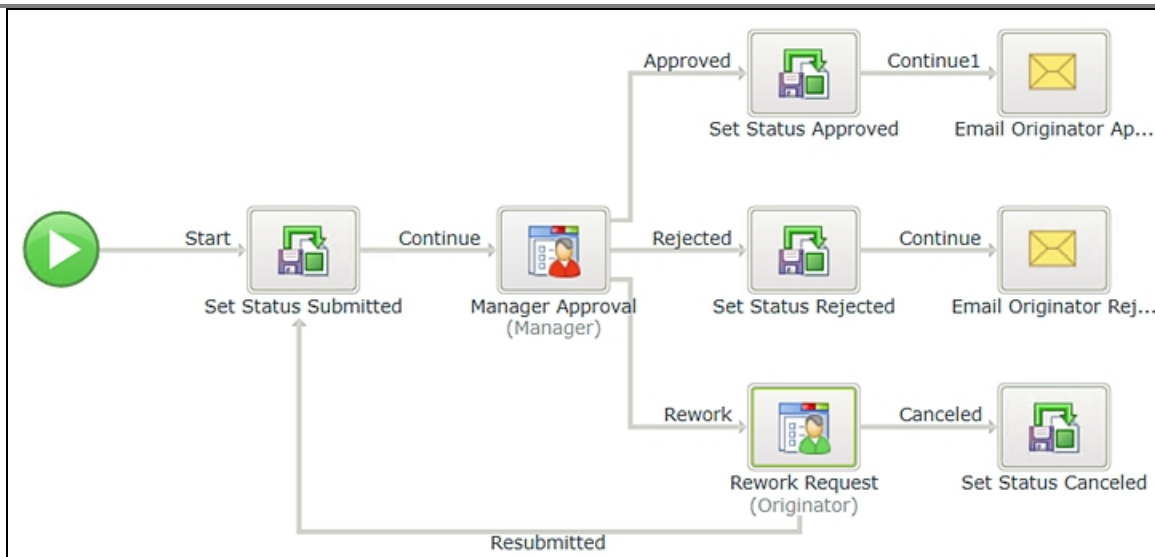 Approved
Continue1
Set Status Approved
Email Originator Ap...
Start
Continue
Rejected
Continue
Set Status Submitted
Manager Approval
(Manager)
Set Status Rejected
Email Originator Rej...
Rework
Canceled
Rework Request
(Originator)
Set Status Canceled
Resubmitted